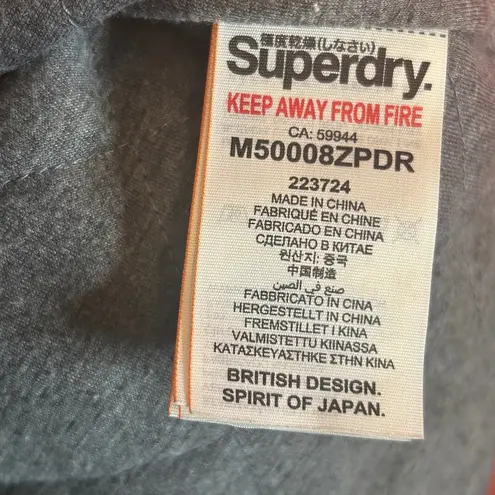 極度乾燥(しなさい)
Superdry.
KEEP AWAY FROM FIRE
CA: 59944
M50008ZPDR
223724
MADE IN CHINA
FABRIQUÉ EN CHINE
FABRICADO EN CHINA
СДЕЛАНО В КИТАЕ
원산지: 중국
中国制造
صنع في الصين
FABBRICATO IN CINA
HERGESTELLT IN CHINA
FREMSTILLET I KINA
VALMISTETTU KIINASSA
ΚΑΤΑΣΚΕΥΑΣΤΗΚΕ ΣΤΗΝ ΚΙΝΑ
BRITISH DESIGN.
SPIRIT OF JAPAN.